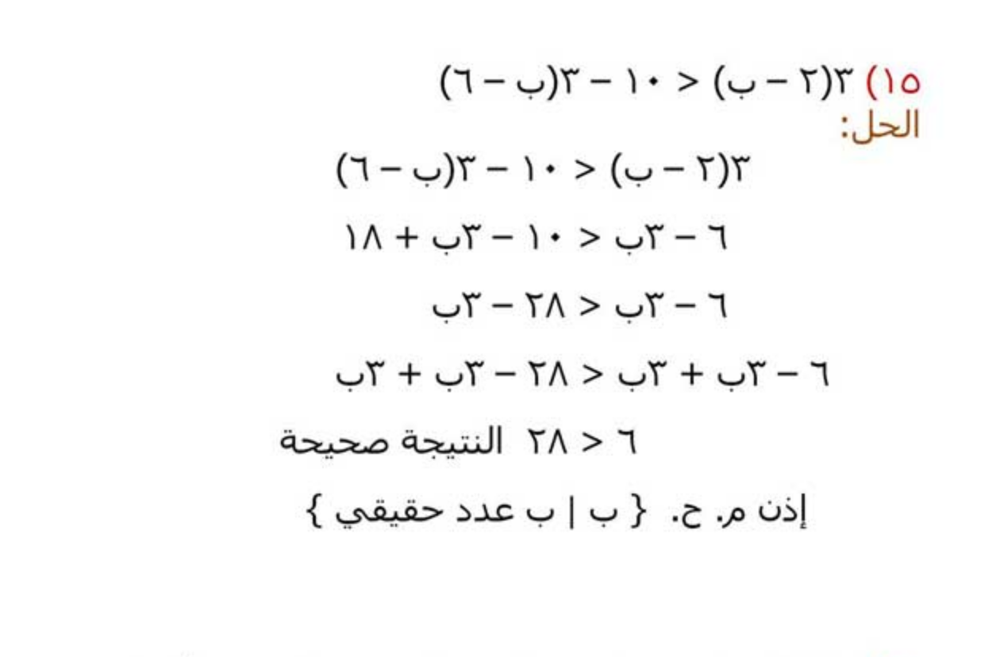 ١٥) ٣(٢ – ب) < ١٠ – ٣(ب – ٦)
الحل:
٣(٢ – ب) < ١٠ – ٣(ب – ٦)
٦ – ٣ب < ١٠ – ٣ب + ١٨
٦ – ٣ب < ٢٨ – ٣ب
٦ – ٣ب + ٣ب < ٢٨ – ٣ب + ٣ب
٦ < ٢٨ النتيجة صحيحة
إذن م. ح. { ب | ب عدد حقيقي }